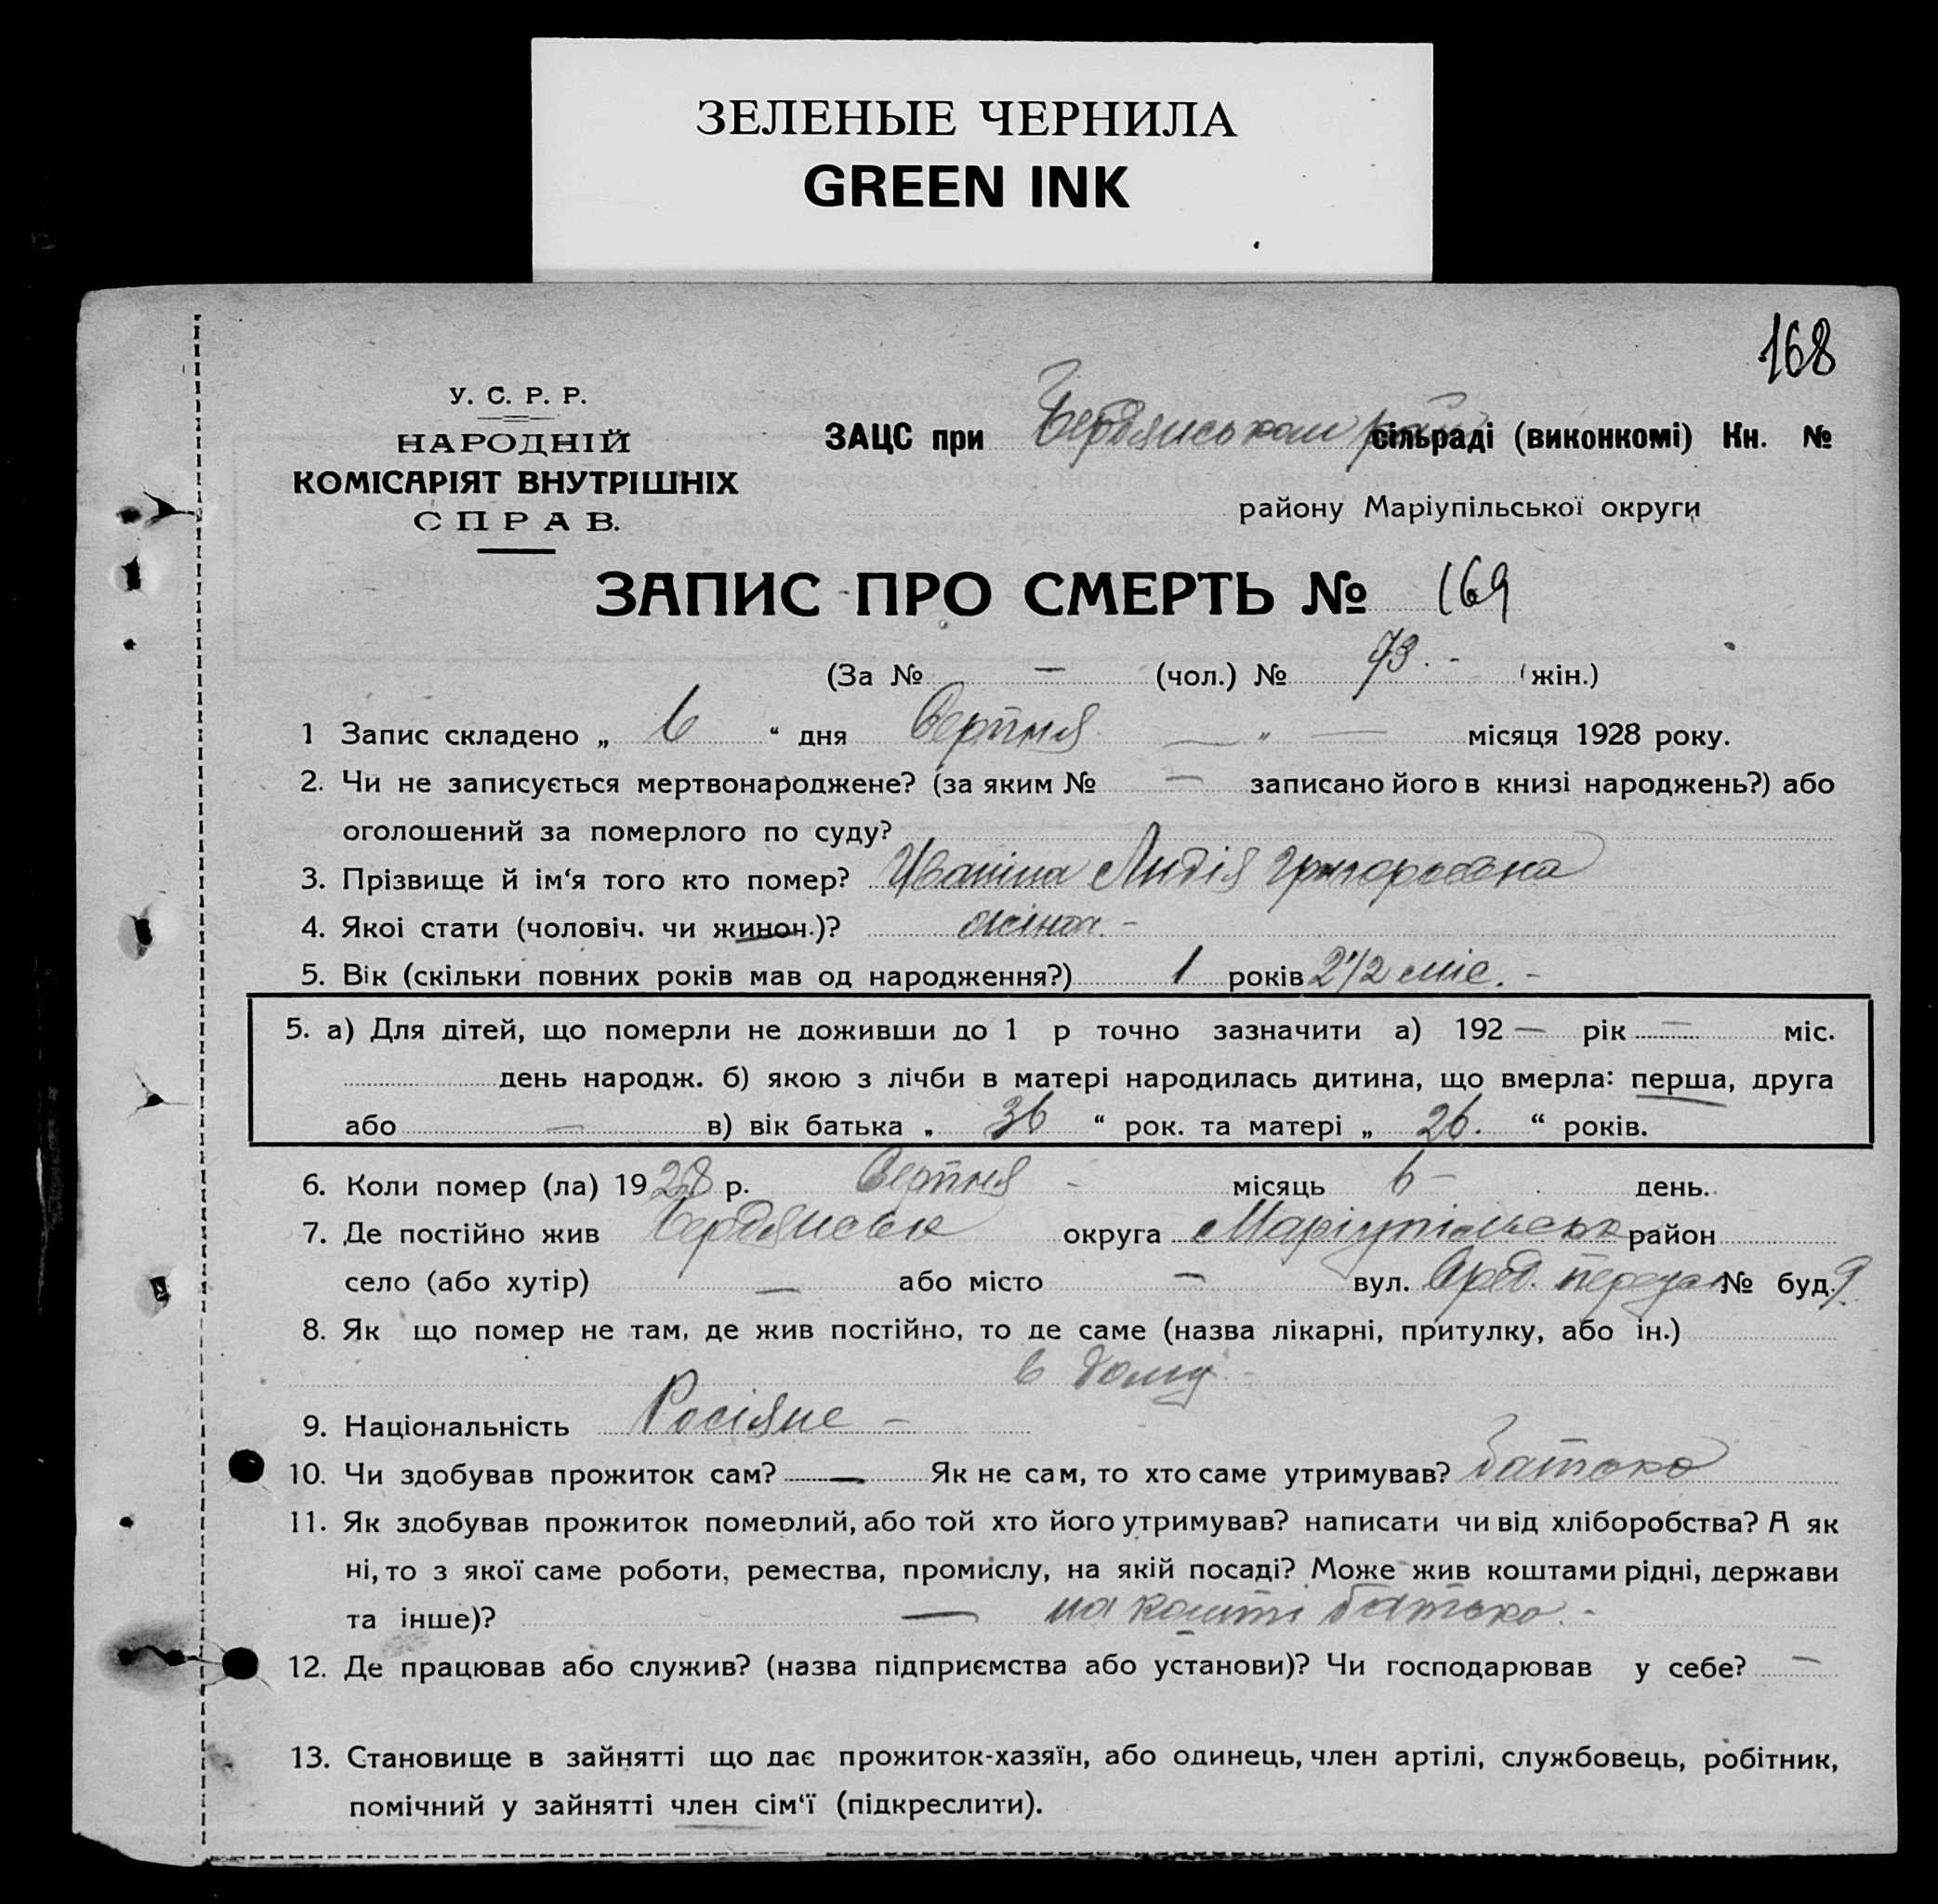 ЗЕЛЕНЫЕ ЧЕРНИЛА
GREEN INK
168
У. С. Р. Р.
НАРОДНІЙ
КОМІСАРІЯТ ВНУТРІШНІХ
СПРАВ.
ЗАЦС при Бердянськом рай сільраді (виконкомі) Кн. №
району Маріупільської округи
ЗАПИС ПРО СМЕРТЬ № 169
(За № — (чол.) № 73. - (жін.)
1 Запис складено „ 6 “ дня Серпня — „ — місяця 1928 року.
2. Чи не записується мертвонароджене? (за яким № — записано його в книзі народжень?) або
оголошений за померлого по суду?
3. Прізвище й ім‘я того кто помер? Лидія Григоровна
4. Якоі стати (чоловіч. чи жинон.)? жіноч. -
5. Вік (скільки повних років мав од народження?) 1 років 2 1/2 міс. -
5. а) Для дітей, що померли не доживши до 1 р точно зазначити а) 192 — рік — міс.
день народж. б) якою з лічби в матері народилась дитина, що вмерла: перша, друга
або — в) вік батька „ 36 “ рок. та матері „ 26. “ років.
6. Коли помер (ла) 1928 р. Серпня - місяць 6 - день.
7. Де постійно жив Бердянськ округа Маріупільськ район
село (або хутір) — або місто — вул. № буд. 9
8. Як що помер не там, де жив постійно, то де саме (назва лікарні, притулку, або ін.)
в дому -
9. Національність Росіяне -
10. Чи здобував прожиток сам? — Як не сам, то хто саме утримував? батько
11. Як здобував прожиток померлий, або той хто його утримував? написати чи від хліборобства? А як
ні, то з якої саме роботи, ремества, промислу, на якій посаді? Може жив коштами рідні, держави
та інше)? — на кошти батько. -
12. Де працював або служив? (назва підприємства або установи)? Чи господарював у себе? —
13. Становище в зайнятті що дає прожиток-хазяїн, або одинець, член артілі, службовець, робітник,
помічний у зайнятті член сім‘ї (підкреслити).